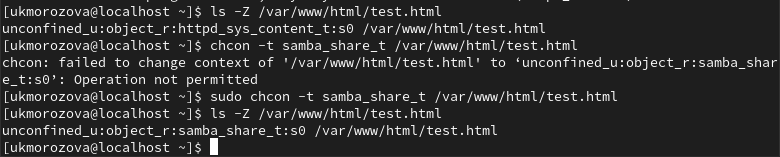 [ukmorozova@localhost ~]$ ls -Z /var/www/html/test.html
unconfined_u:object_r:httpd_sys_content_t:s0 /var/www/html/test.html
[ukmorozova@localhost ~]$ chcon -t samba_share_t /var/www/html/test.html
chcon: failed to change context of '/var/www/html/test.html' to ‘unconfined_u:object_r:samba_shar
e_t:s0’: Operation not permitted
[ukmorozova@localhost ~]$ sudo chcon -t samba_share_t /var/www/html/test.html
[ukmorozova@localhost ~]$ ls -Z /var/www/html/test.html
unconfined_u:object_r:samba_share_t:s0 /var/www/html/test.html
[ukmorozova@localhost ~]$